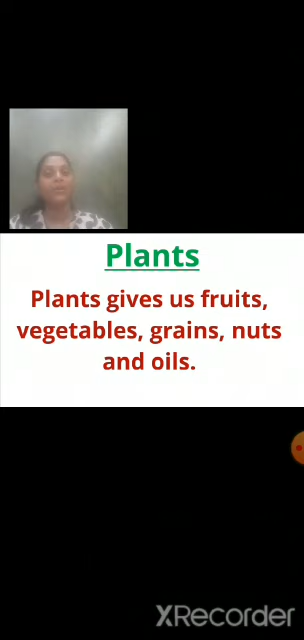 Plants
Plants gives us fruits,
vegetables, grains, nuts
and oils.
XRecorder